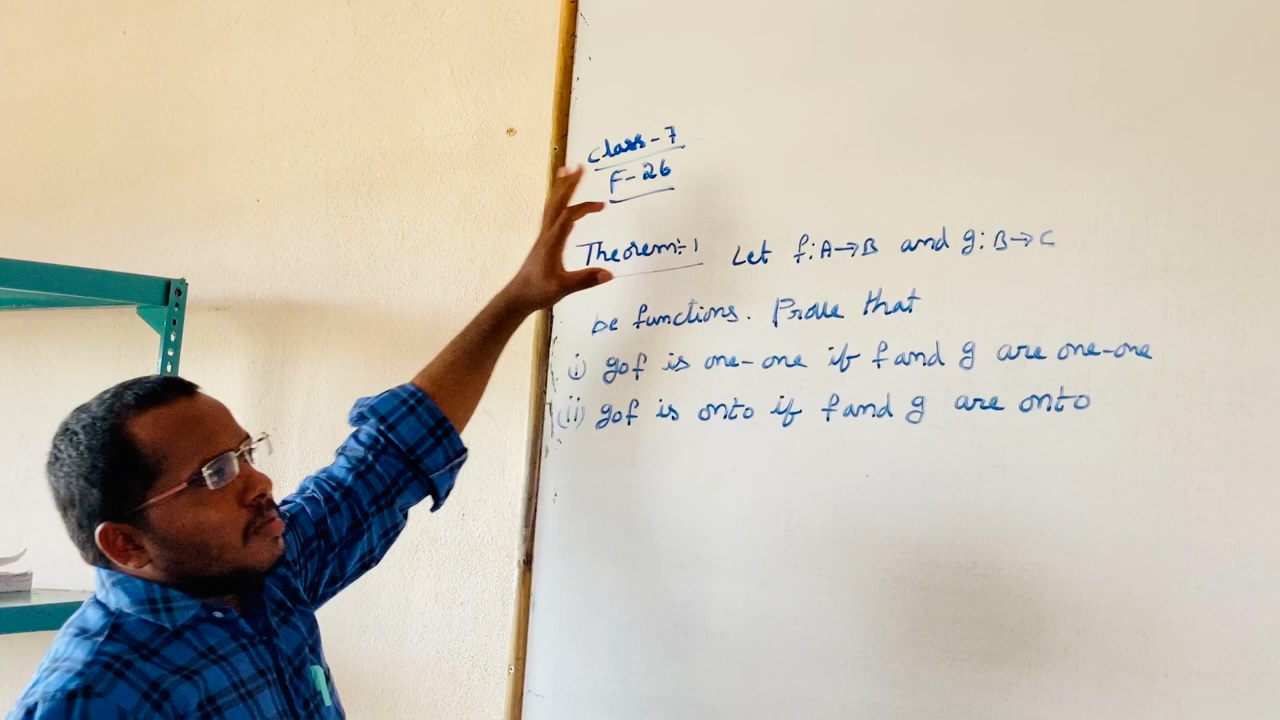 Class-7
F-26
Theorem:-1 Let f:A→B and g:B→C
be functions. Prove that
(i) gof is one-one if f and g are one-one
(ii) gof is onto if f and g are onto